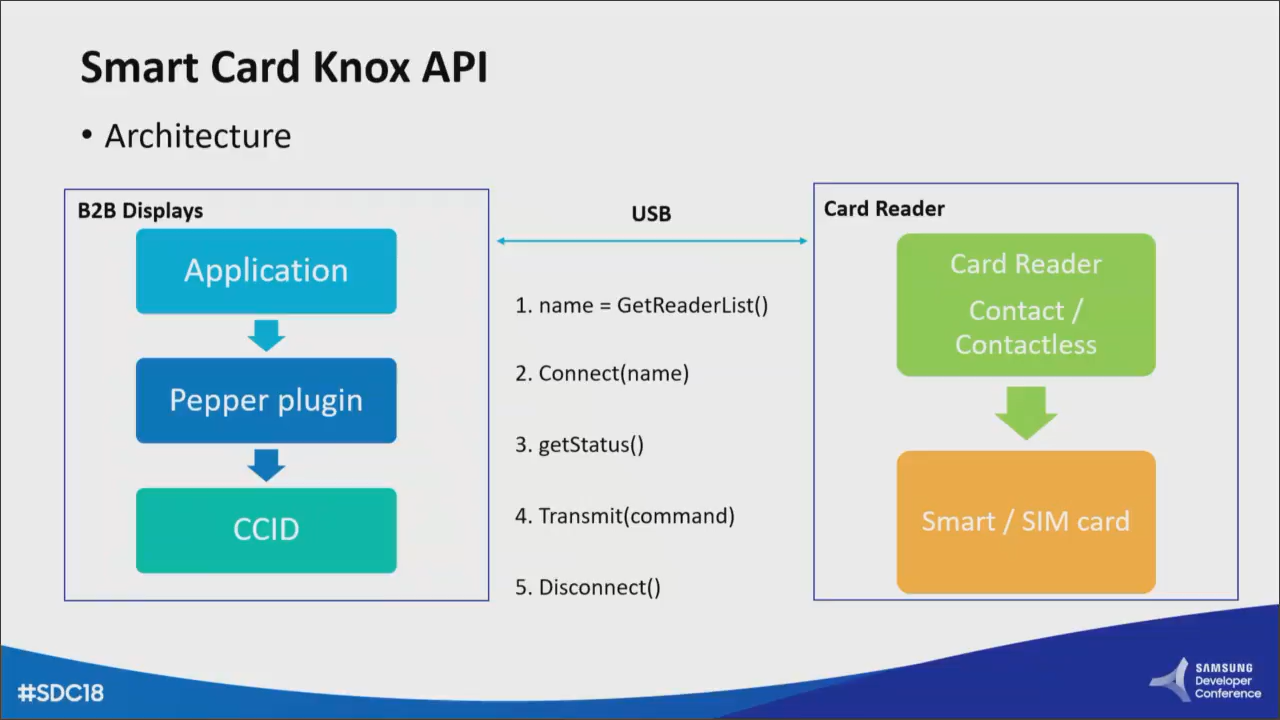 Smart Card Knox API
• Architecture
B2B Displays
Application
Pepper plugin
CCID
USB
1. name = GetReaderList()
2. Connect(name)
3. getStatus()
4. Transmit(command)
5. Disconnect()
Card Reader
Card Reader
Contact /
Contactless
Smart / SIM card
#SDC18
SAMSUNG
Developer
Conference